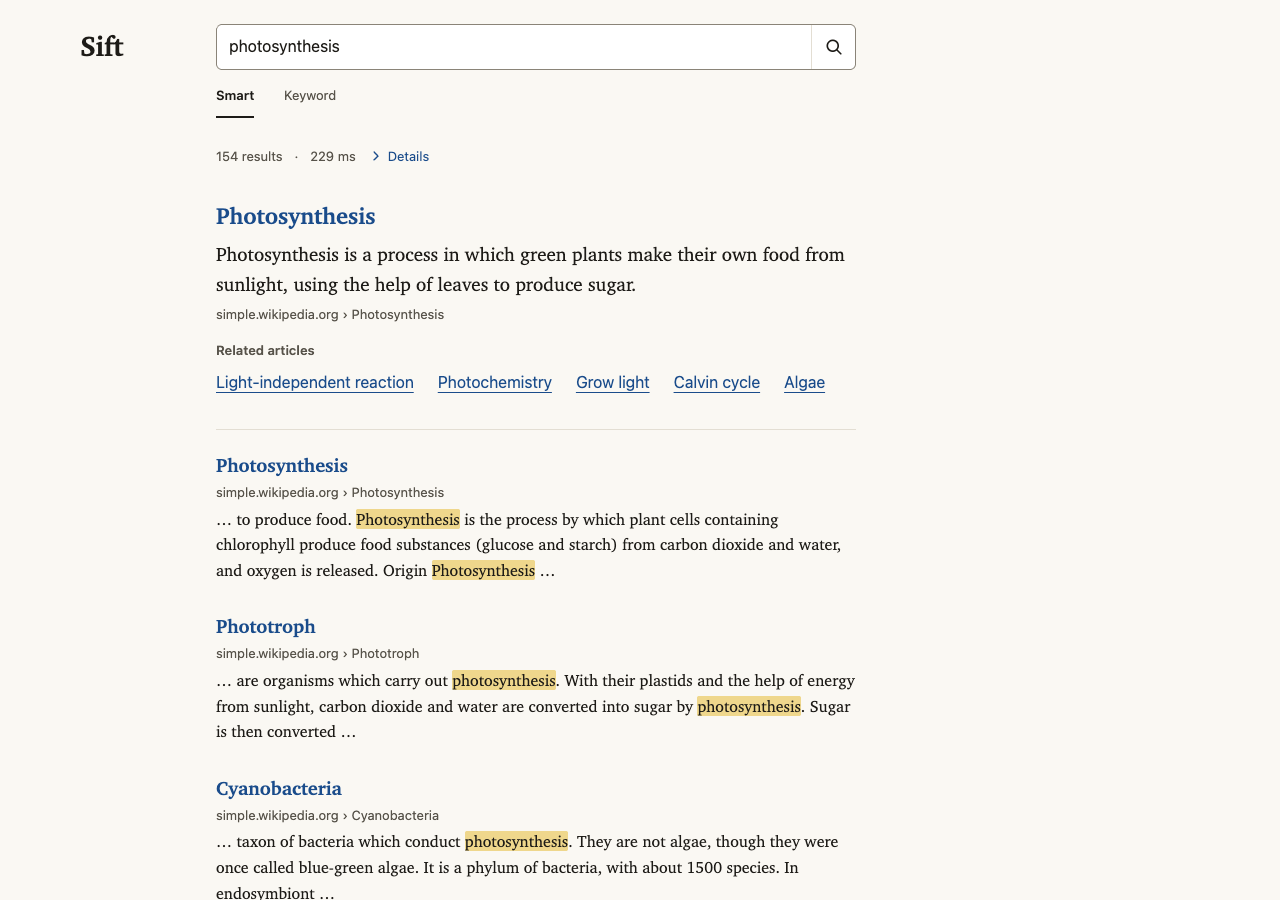 Sift
photosynthesis
Smart Keyword
154 results · 229 ms Details
Photosynthesis
Photosynthesis is a process in which green plants make their own food from
sunlight, using the help of leaves to produce sugar.
simple.wikipedia.org › Photosynthesis
Related articles
Light-independent reaction Photochemistry Grow light Calvin cycle Algae
Photosynthesis
simple.wikipedia.org › Photosynthesis
… to produce food. Photosynthesis is the process by which plant cells containing
chlorophyll produce food substances (glucose and starch) from carbon dioxide and water,
and oxygen is released. Origin Photosynthesis …
Phototroph
simple.wikipedia.org › Phototroph
… are organisms which carry out photosynthesis. With their plastids and the help of energy
from sunlight, carbon dioxide and water are converted into sugar by photosynthesis. Sugar
is then converted …
Cyanobacteria
simple.wikipedia.org › Cyanobacteria
… taxon of bacteria which conduct photosynthesis. They are not algae, though they were
once called blue-green algae. It is a phylum of bacteria, with about 1500 species. In
endosymbiont …